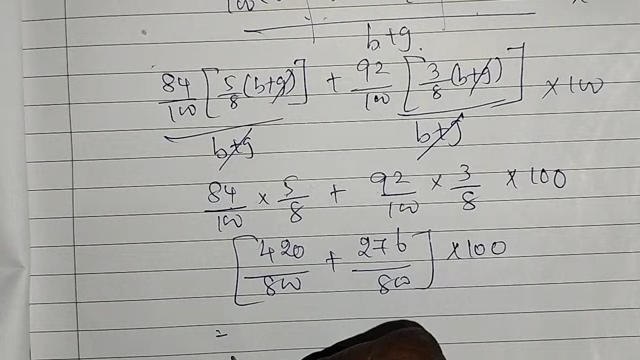 b+g.
84/100 [5/8 (b+g)] + 92/100 [3/8 (b+g)] × 100
b+g b+g
84/100 × 5/8 + 92/100 × 3/8 × 100
[420/800 + 276/800] × 100
=